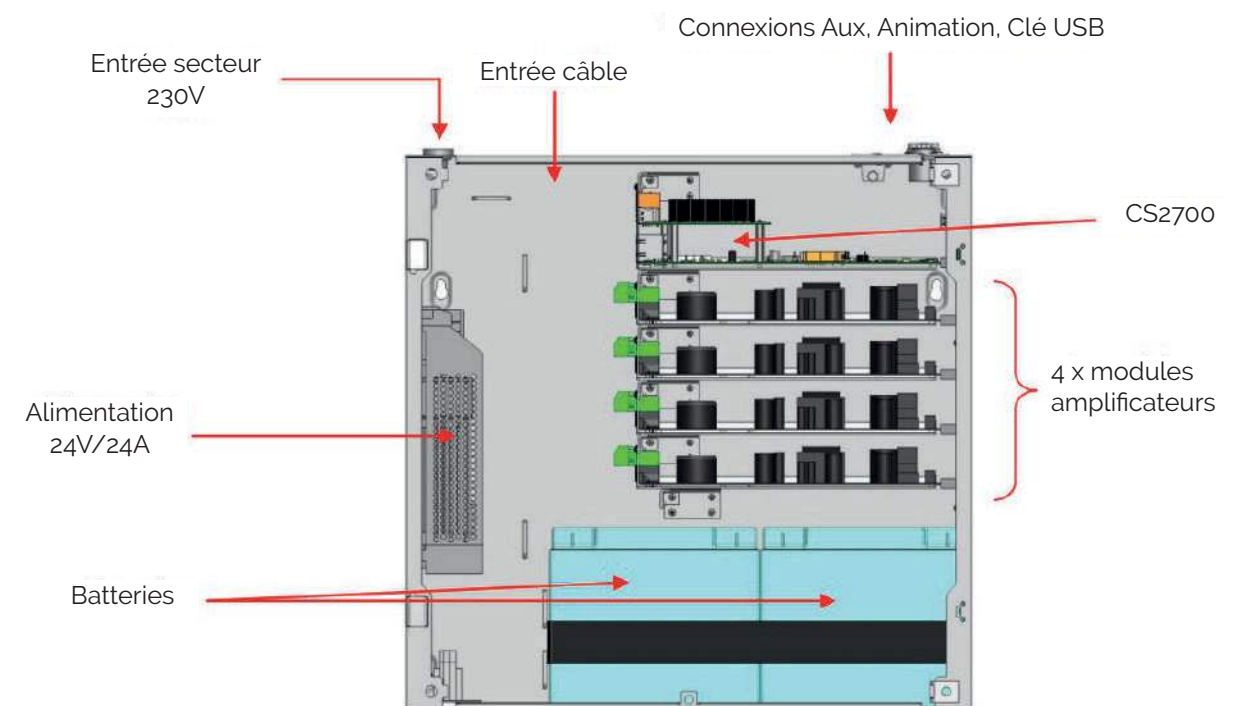 Connexions Aux, Animation, Clé USB
Entrée secteur
230V
Entrée câble
CS2700
4 x modules
amplificateurs
Alimentation
24V/24A
Batteries